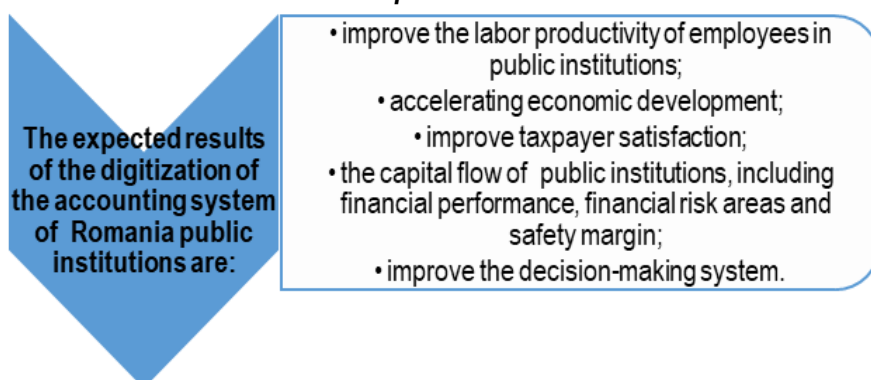 The expected results
of the digitization of
the accounting system
of Romania public
institutions are:
• improve the labor productivity of employees in
public institutions;
• accelerating economic development;
• improve taxpayer satisfaction;
• the capital flow of public institutions, including
financial performance, financial risk areas and
safety margin;
• improve the decision-making system.